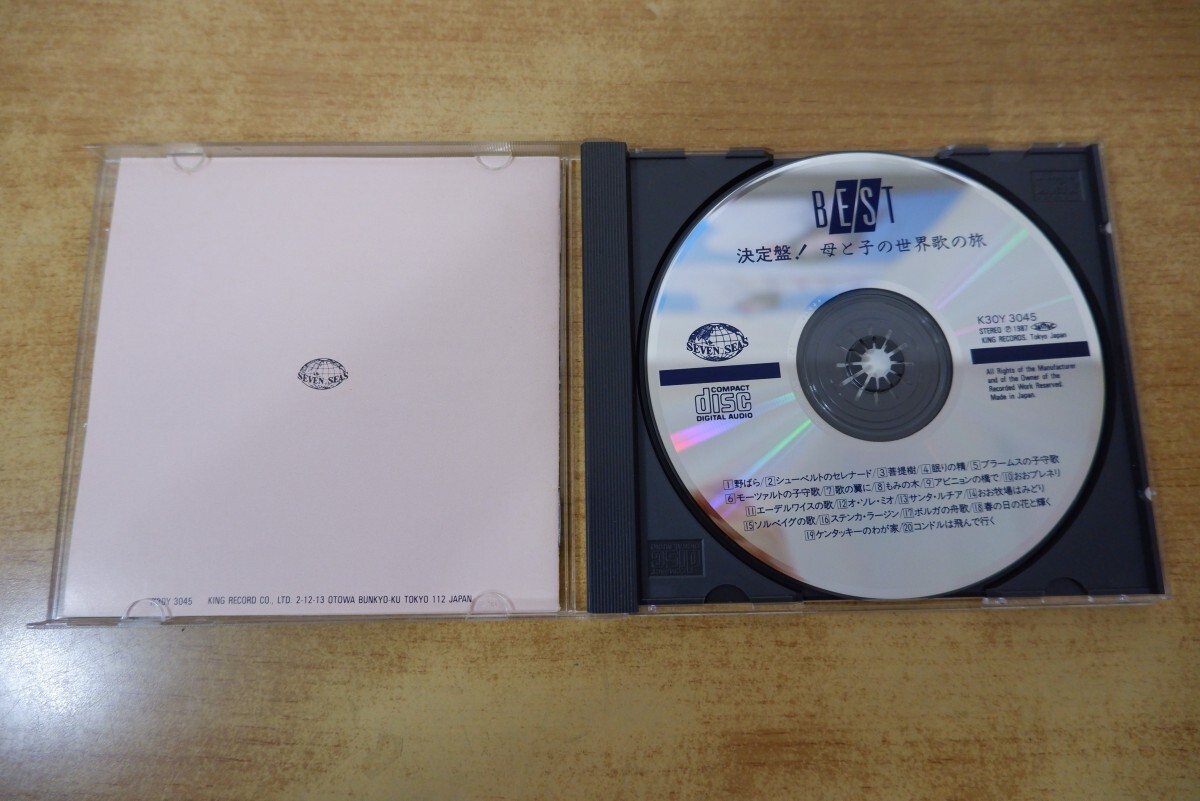 SEVEN SEAS
K30Y 3045 KING RECORD CO., LTD. 2-12-13 OTOWA BUNKYO-KU TOKYO 112 JAPAN
BEST
決定盤! 母と子の世界歌の旅
SEVEN SEAS
COMPACT
disc
DIGITAL AUDIO
K30Y 3045
STEREO Ⓟ 1987
KING RECORDS. Tokyo Japan
All Rights of the Manufacturer
and of the Owner of the
Recorded Work Reserved.
Made in Japan.
1野ばら/2シューベルトのセレナード/3菩提樹/4眠りの精/5ブラームスの子守歌
6モーツァルトの子守歌/7歌の翼に/8もみの木/9アビニョンの橋で/10おおブレネリ
11エーデルワイスの歌/12オ・ソレ・ミオ/13サンタ・ルチア/14おお牧場はみどり
15ソルベイグの歌/16ステンカ・ラージン/17ボルガの舟歌/18春の日の花と輝く
19ケンタッキーのわが家/20コンドルは飛んで行く